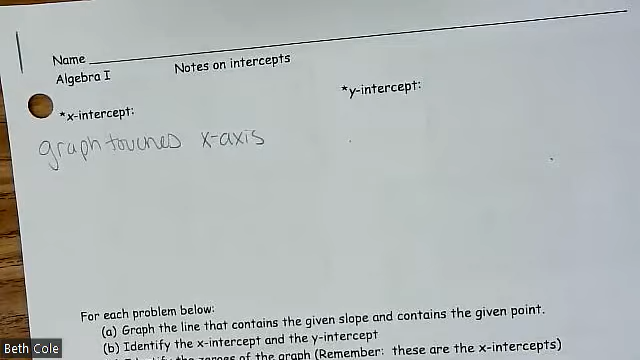 Name
Algebra I
Notes on intercepts
*x-intercept:
*y-intercept:
graph touches x-axis
For each problem below:
(a) Graph the line that contains the given slope and contains the given point.
(b) Identify the x-intercept and the y-intercept
of the graph (Remember: these are the x-intercepts)
Beth Cole